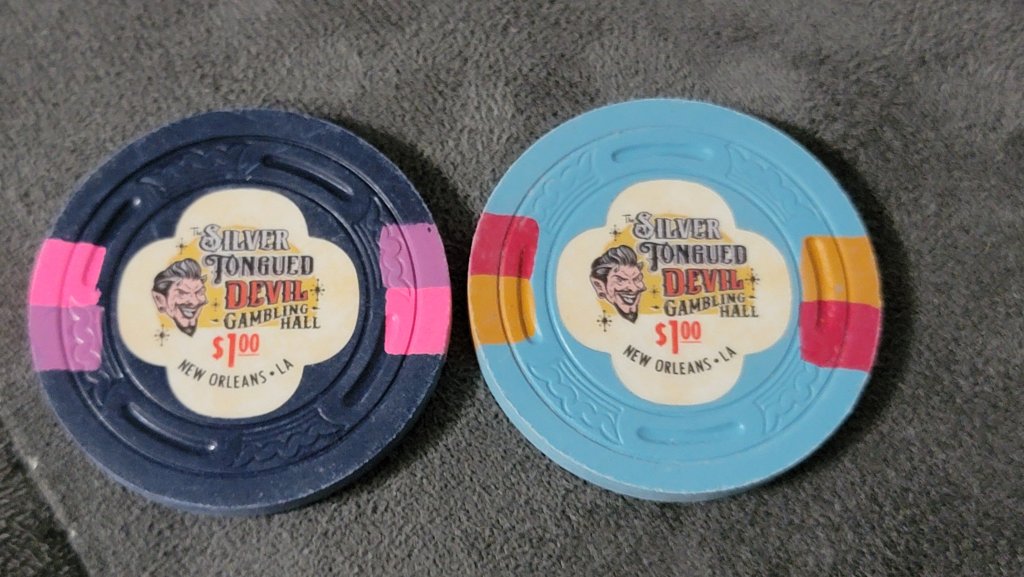 The
SILVER
TONGUED
DEVIL
GAMBLING
HALL
$1.00
NEW ORLEANS • LA
The
SILVER
TONGUED
DEVIL
GAMBLING
HALL
$1.00
NEW ORLEANS • LA